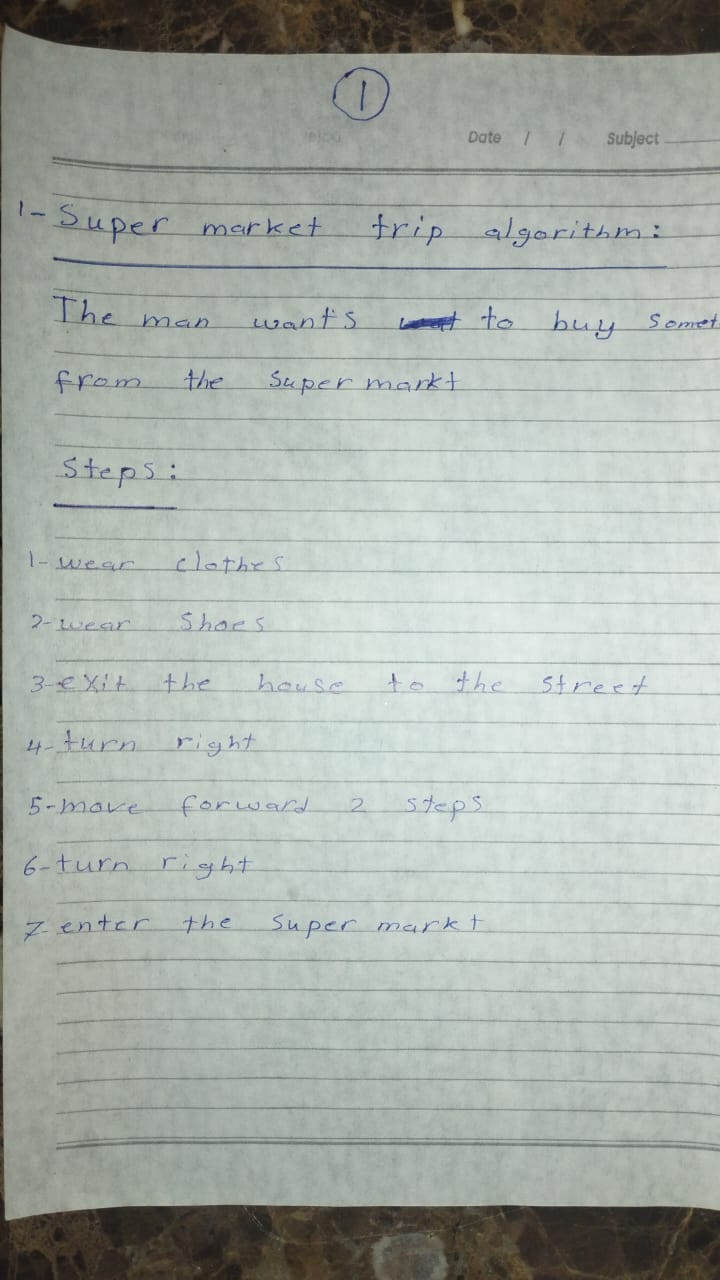 1
Date / / Subject
1- Super market trip algorithm:
The man wants to buy somet
from the Super markt
Steps:
1- wear clothes
2- wear Shoes
3- exit the house to the street
4- turn right
5- move forward 2 steps
6- turn right
7 enter the Super markt